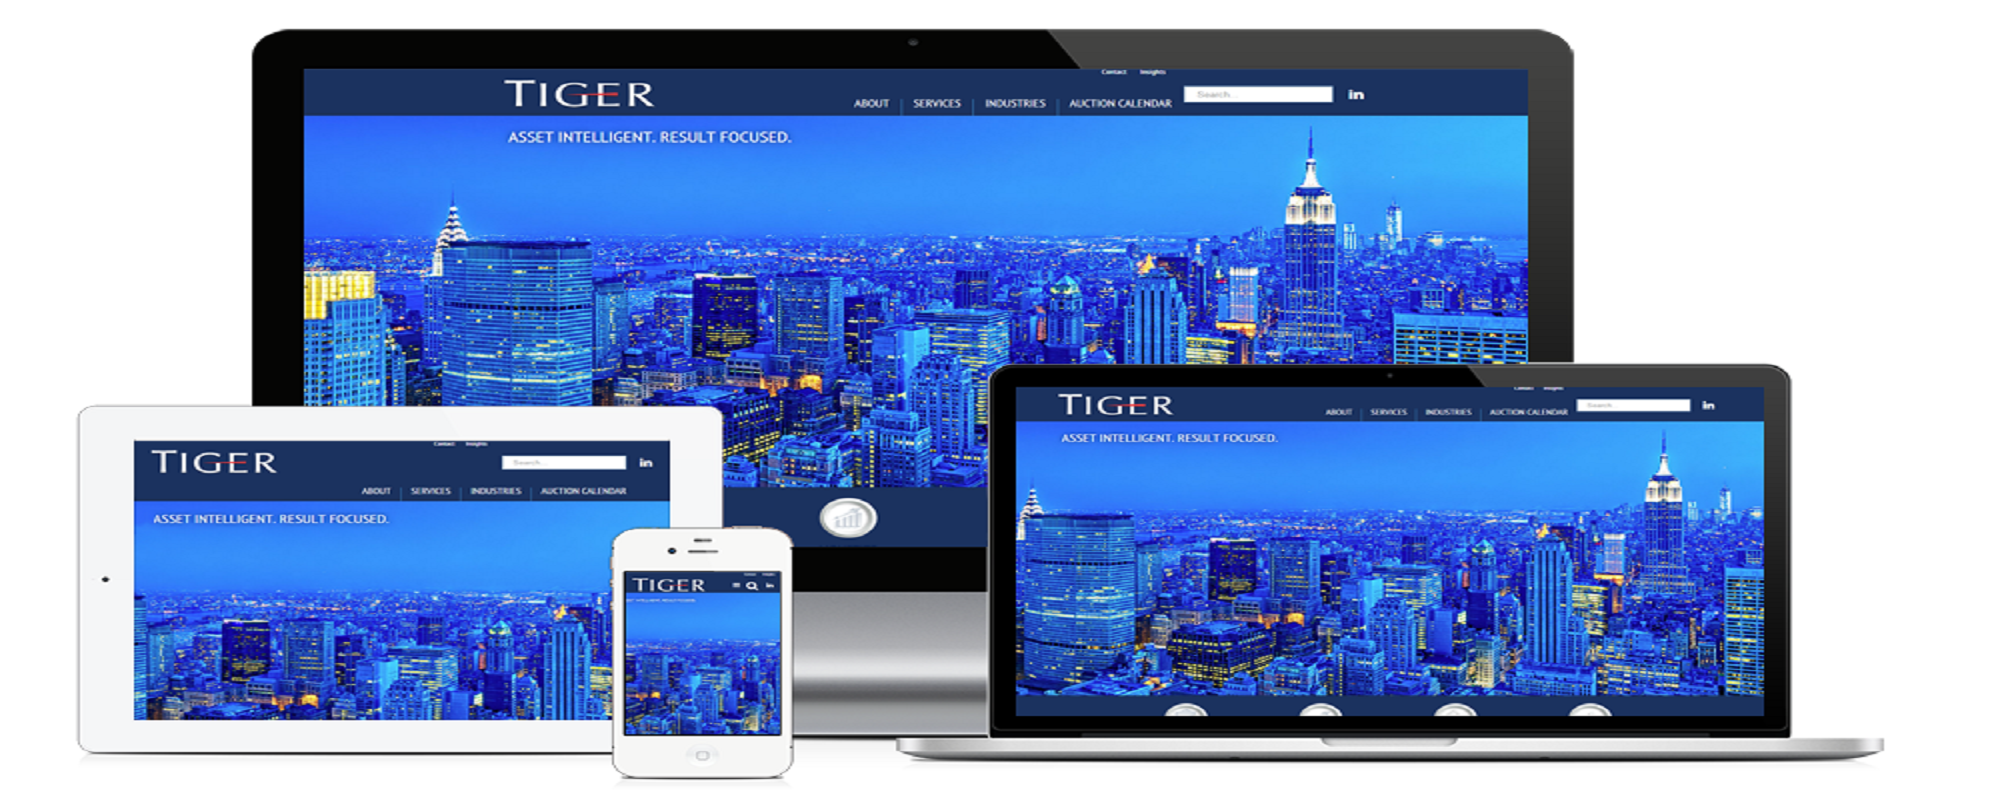 Contact Insights
TIGER
ABOUT SERVICES INDUSTRIES AUCTION CALENDAR Search... in
ASSET INTELLIGENT. RESULT FOCUSED.
Contact Insights
TIGER
ABOUT SERVICES INDUSTRIES AUCTION CALENDAR Search... in
ASSET INTELLIGENT. RESULT FOCUSED.
Contact Insights
TIGER
Search... in
ABOUT SERVICES INDUSTRIES AUCTION CALENDAR
ASSET INTELLIGENT. RESULT FOCUSED.
TIGER in